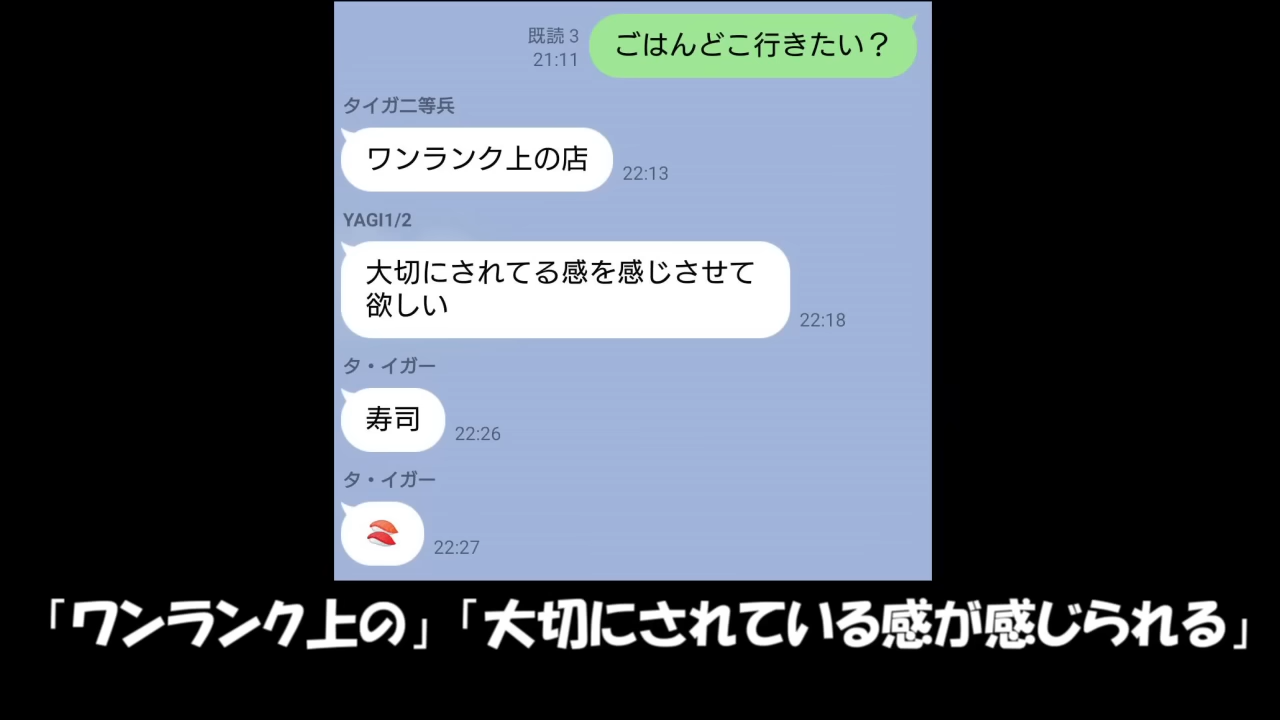 ごはんどこ行きたい？
既読 3
21:11
タイガ二等兵
ワンランク上の店
22:13
YAGI1/2
大切にされてる感を感じさせて
欲しい
22:18
タ・イガー
寿司
22:26
タ・イガー
🍣
22:27
「ワンランク上の」「大切にされている感が感じられる」